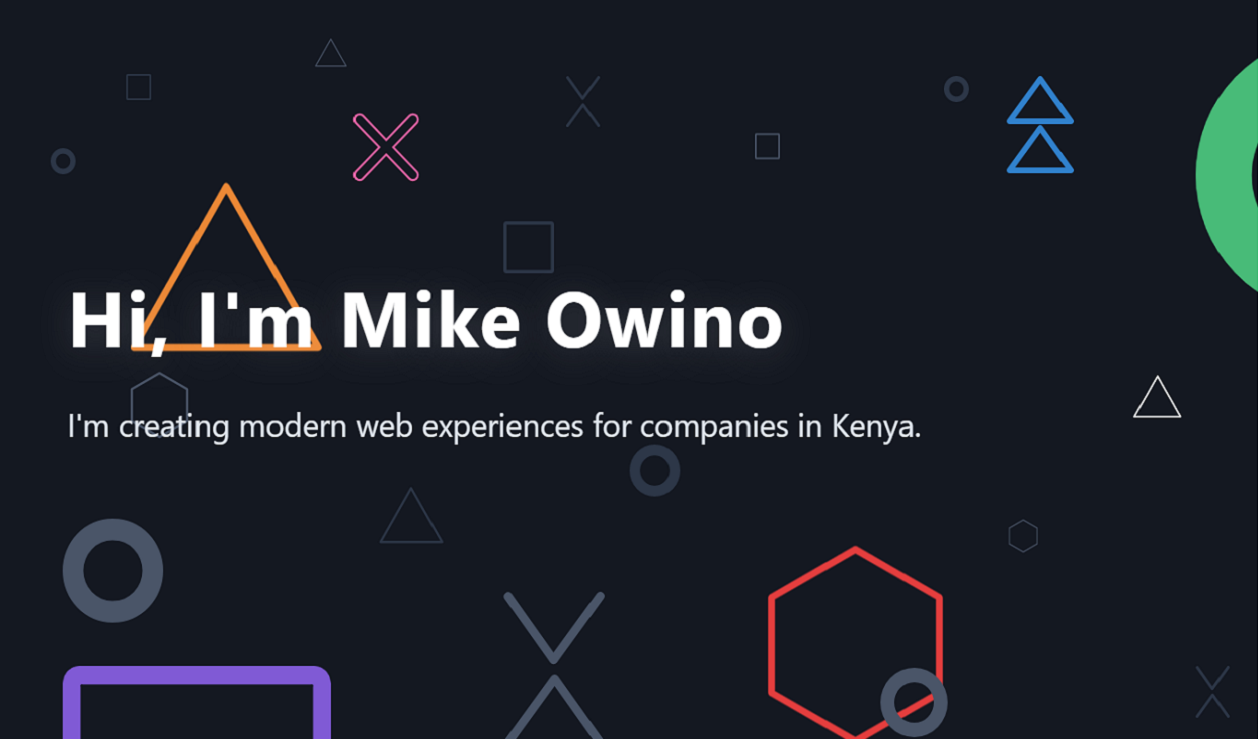 Hi, I'm Mike Owino
I'm creating modern web experiences for companies in Kenya.